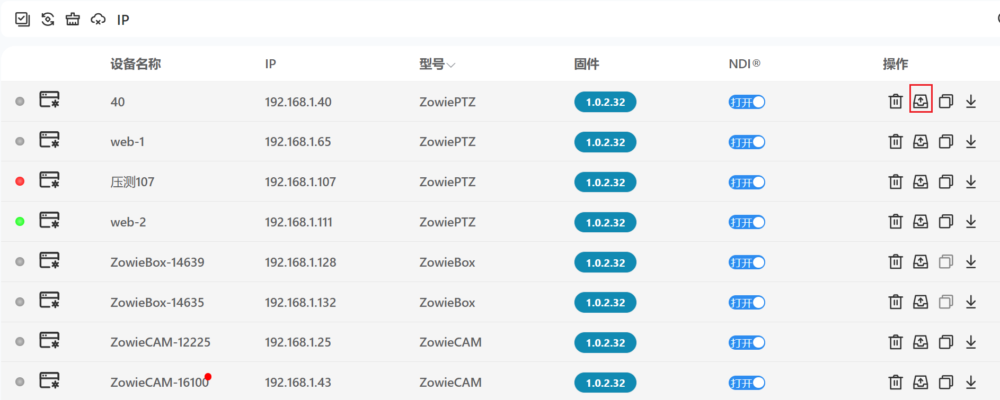 IP
设备名称 IP 型号 固件 NDI® 操作
40 192.168.1.40 ZowiePTZ 1.0.2.32 打开
web-1 192.168.1.65 ZowiePTZ 1.0.2.32 打开
压测107 192.168.1.107 ZowiePTZ 1.0.2.32 打开
web-2 192.168.1.111 ZowiePTZ 1.0.2.32 打开
ZowieBox-14639 192.168.1.128 ZowieBox 1.0.2.32 打开
ZowieBox-14635 192.168.1.132 ZowieBox 1.0.2.32 打开
ZowieCAM-12225 192.168.1.25 ZowieCAM 1.0.2.32 打开
ZowieCAM-16100 192.168.1.43 ZowieCAM 1.0.2.32 打开